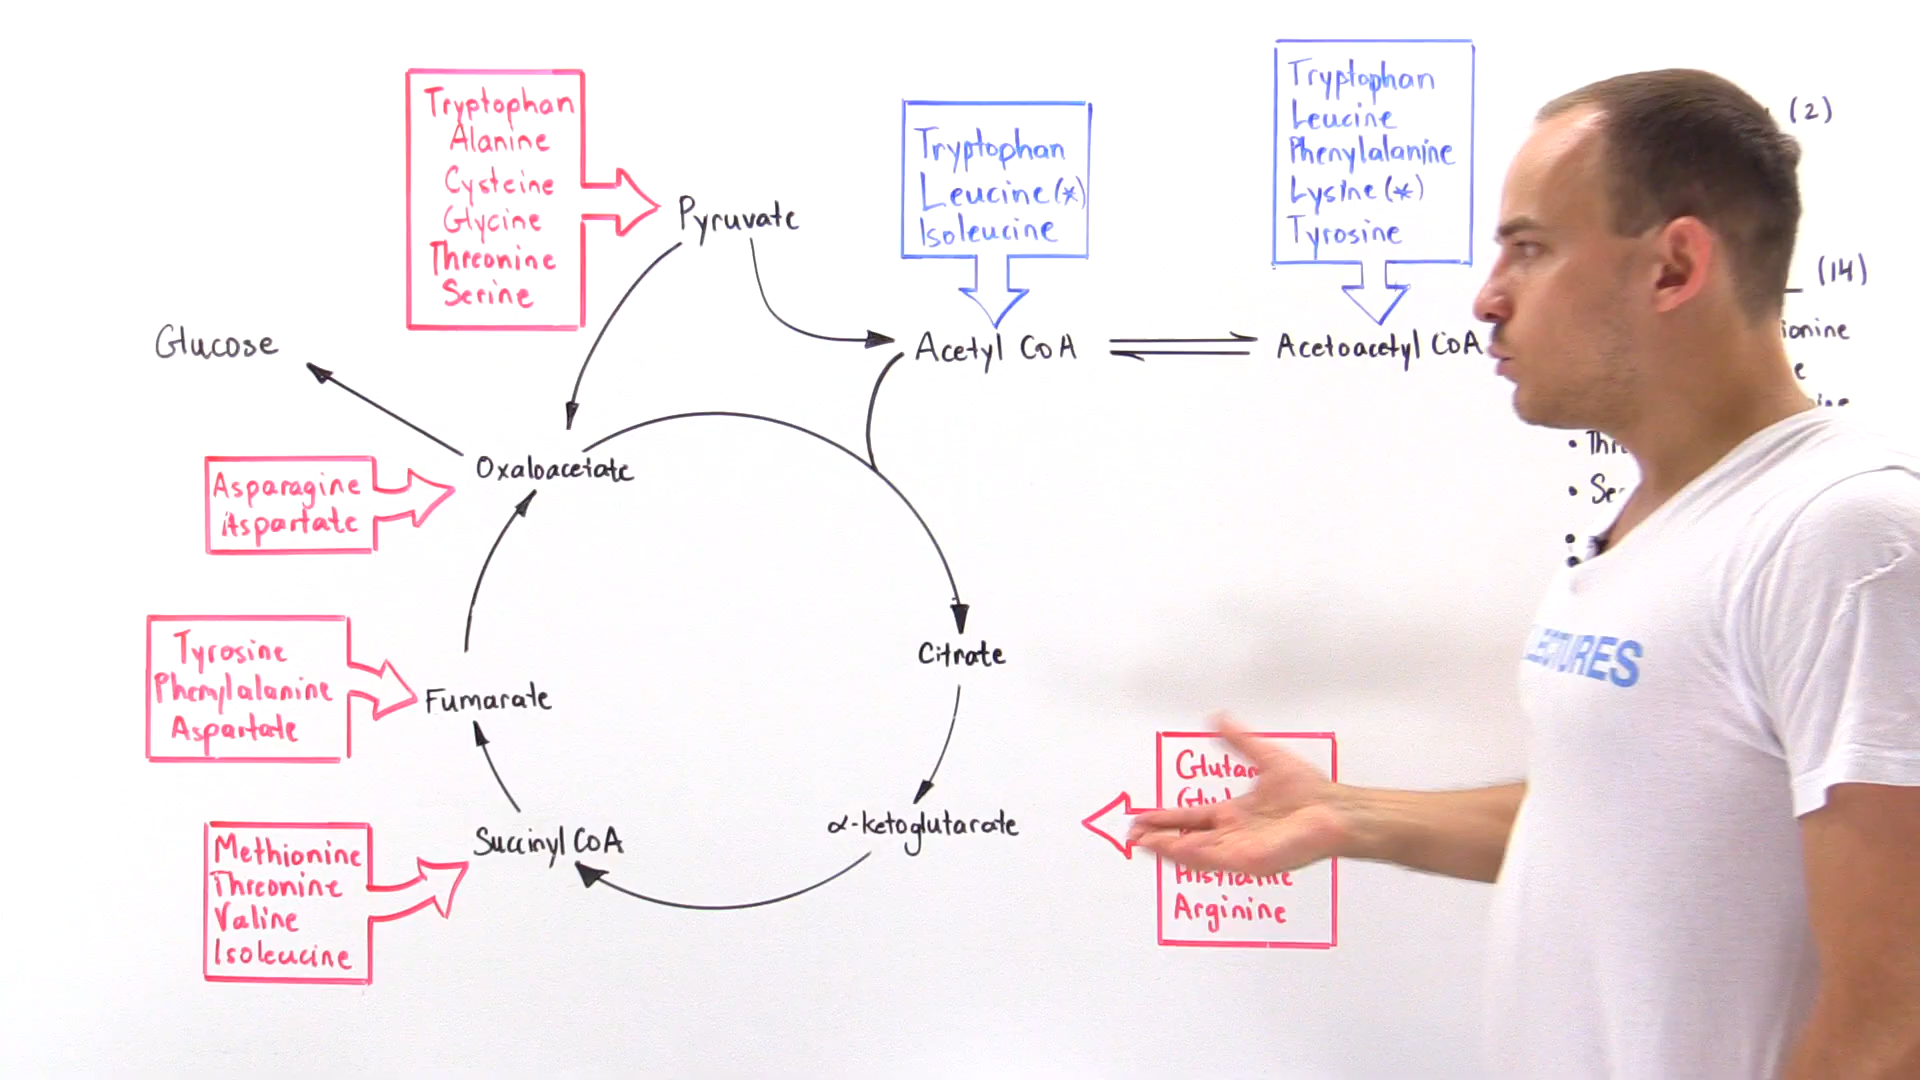 Tryptophan
Alanine
Cysteine
Glycine
Threonine
Serine
Pyruvate
Tryptophan
Leucine (*)
Isoleucine
Tryptophan
Leucine
Phenylalanine
Lysine (*)
Tyrosine
(2)
(14)
Glucose
Acetyl CoA
Acetoacetyl CoA
Oxaloacetate
Asparagine
Aspartate
Citrate
Tyrosine
Phenylalanine
Aspartate
Fumarate
α-ketoglutarate
Succinyl CoA
Methionine
Threonine
Valine
Isoleucine
Arginine
LECTURES